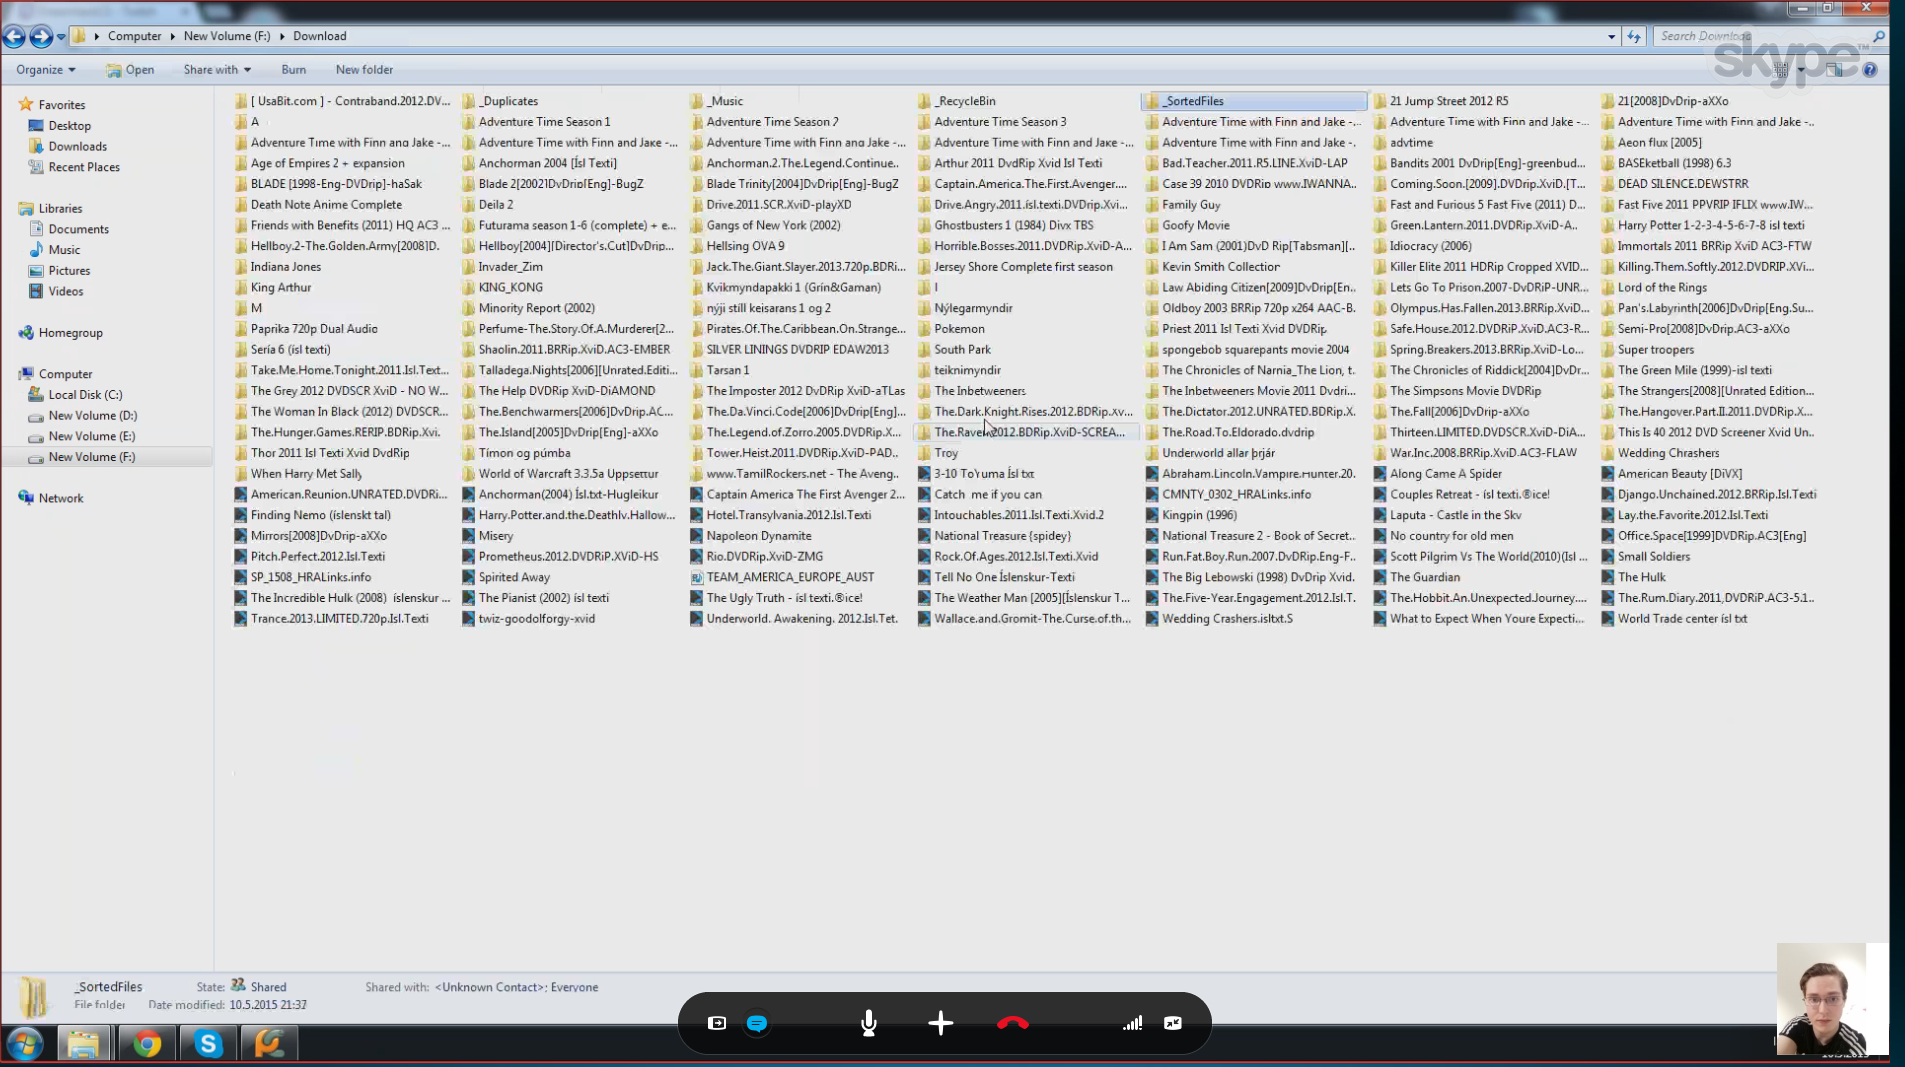 Computer ▸ New Volume (F:) ▸ Download
Search Download
skype™
Organize Open Share with Burn New folder
Favorites
Desktop
Downloads
Recent Places
Libraries
Documents
Music
Pictures
Videos
Homegroup
Computer
Local Disk (C:)
New Volume (D:)
New Volume (E:)
New Volume (F:)
Network
[ UsaBit.com ] - Contraband.2012.DV... _Duplicates _Music _RecycleBin _SortedFiles 21 Jump Street 2012 R5 21[2008]DvDrip-aXXo
A Adventure Time Season 1 Adventure Time Season 2 Adventure Time Season 3 Adventure Time with Finn and Jake -... Adventure Time with Finn and Jake -... Adventure Time with Finn and Jake -...
Adventure Time with Finn and Jake -... Adventure Time with Finn and Jake -... Adventure Time with Finn and Jake -... Adventure Time with Finn and Jake -... Adventure Time with Finn and Jake -... advtime Aeon flux [2005]
Age of Empires 2 + expansion Anchorman 2004 [Ísl Texti] Anchorman.2.The.Legend.Continue... Arthur 2011 DvdRip Xvid Isl Texti Bad.Teacher.2011.R5.LINE.XviD-LAP Bandits 2001 DvDrip[Eng]-greenbud... BASEketball (1998) 6.3
BLADE [1998-Eng-DVDrip]-haSak Blade 2[2002]DvDrip[Eng]-BugZ Blade Trinity[2004]DvDrip[Eng]-BugZ Captain.America.The.First.Avenger.... Case 39 2010 DVDRip www.IWANNA... Coming.Soon.[2009].DVDrip.XviD.[T... DEAD SILENCE.DEWSTRR
Death Note Anime Complete Deila 2 Drive.2011.SCR.XviD-playXD Drive.Angry.2011.ísl.texti.DVDRip.Xvi... Family Guy Fast and Furious 5 Fast Five (2011) D... Fast Five 2011 PPVRIP IFLIX www.IW...
Friends with Benefits (2011) HQ AC3 ... Futurama season 1-6 (complete) + e... Gangs of New York (2002) Ghostbusters 1 (1984) Divx TBS Goofy Movie Green.Lantern.2011.DVDRip.XviD-A... Harry Potter 1-2-3-4-5-6-7-8 isl texti
Hellboy.2-The.Golden.Army[2008]D... Hellboy[2004][Director's.Cut]DvDrip... Hellsing OVA 9 Horrible.Bosses.2011.DVDRip.XviD-A... I Am Sam (2001)DvD Rip[Tabsman][... Idiocracy (2006) Immortals 2011 BRRip XviD AC3-FTW
Indiana Jones Invader_Zim Jack.The.Giant.Slayer.2013.720p.BDRi... Jersey Shore Complete first season Kevin Smith Collection Killer Elite 2011 HDRip Cropped XVID... Killing.Them.Softly.2012.DVDRIP.XVi...
King Arthur KING_KONG Kvikmyndapakki 1 (Grín&Gaman) l Law Abiding Citizen[2009]DvDrip[En... Lets Go To Prison.2007-DvDRiP-UNR... Lord of the Rings
M Minority Report (2002) nýji stíll keisarans 1 og 2 Nýlegarmyndir Oldboy 2003 BRRip 720p x264 AAC-B... Olympus.Has.Fallen.2013.BRRip.XviD... Pan's.Labyrinth[2006]DvDrip[Eng.Su...
Paprika 720p Dual Audio Perfume-The.Story.Of.A.Murderer[2... Pirates.Of.The.Caribbean.On.Strange... Pokemon Priest 2011 Isl Texti Xvid DVDRip Safe.House.2012.DVDRiP.XviD.AC3-R... Semi-Pro[2008]DvDrip.AC3-aXXo
Sería 6 (ísl texti) Shaolin.2011.BRRip.XviD.AC3-EMBER SILVER LININGS DVDRIP EDAW2013 South Park spongebob squarepants movie 2004 Spring.Breakers.2013.BRRip.XviD-Lo... Super troopers
Take.Me.Home.Tonight.2011.Isl.Text... Talladega.Nights[2006][Unrated.Editi... Tarsan 1 teiknimyndir The Chronicles of Narnia_The Lion, t... The Chronicles of Riddick[2004]DvDr... The Green Mile (1999)-isl texti
The Grey 2012 DVDSCR XviD - NO W... The Help DVDRip XviD-DiAMOND The Imposter 2012 DvDRip XviD-aTLas The Inbetweeners The Inbetweeners Movie 2011 Dvdri... The Simpsons Movie DVDRip The Strangers[2008][Unrated Edition...
The Woman In Black (2012) DVDSCR... The.Benchwarmers[2006]DvDrip.AC... The.Da.Vinci.Code[2006]DvDrip[Eng]... The.Dark.Knight.Rises.2012.BDRip.Xv... The.Dictator.2012.UNRATED.BDRip.X... The.Fall[2006]DvDrip-aXXo The.Hangover.Part.II.2011.DVDRip.X...
The.Hunger.Games.RERIP.BDRip.Xvi... The.Island[2005]DvDrip[Eng]-aXXo The.Legend.of.Zorro.2005.DVDRip.X... The.Raven.2012.BDRip.XviD-SCREA... The.Road.To.Eldorado.dvdrip Thirteen.LIMITED.DVDSCR.XviD-DiA... This Is 40 2012 DVD Screener Xvid Un...
Thor 2011 Isl Texti Xvid DvdRip Tímon og púmba Tower.Heist.2011.DVDRip.XviD-PAD... Troy Underworld allar þrjár War.Inc.2008.BRRip.XviD.AC3-FLAW Wedding Chrashers
When Harry Met Sally World of Warcraft 3.3.5a Uppsettur www.TamilRockers.net - The Aveng... 3-10 To Yuma Ísl txt Abraham.Lincoln.Vampire.Hunter.20... Along Came A Spider American Beauty [DiVX]
American.Reunion.UNRATED.DVDRi... Anchorman(2004) Ísl.txt-Hugleikur Captain America The First Avenger 2... Catch me if you can CMNTY_0302_HRALinks.info Couples Retreat - ísl texti.®ice! Django.Unchained.2012.BRRip.Isl.Texti
Finding Nemo (íslenskt tal) Harry.Potter.and.the.Deathly.Hallow... Hotel.Transylvania.2012.Isl.Texti Intouchables.2011.Isl.Texti.Xvid.2 Kingpin (1996) Laputa - Castle in the Sky Lay.the.Favorite.2012.Isl.Texti
Mirrors[2008]DvDrip-aXXo Misery Napoleon Dynamite National Treasure {spidey} National Treasure 2 - Book of Secret... No country for old men Office.Space[1999]DvDrip.AC3[Eng]
Pitch.Perfect.2012.Isl.Texti Prometheus.2012.DVDRiP.XViD-HS Rio.DVDRip.XviD-ZMG Rock.Of.Ages.2012.Isl.Texti.Xvid Run.Fat.Boy.Run.2007.DvDrip.Eng-F... Scott Pilgrim Vs The World(2010)(Isl ... Small Soldiers
SP_1508_HRALinks.info Spirited Away TEAM_AMERICA_EUROPE_AUST Tell No One Íslenskur-Texti The Big Lebowski (1998) DvDrip Xvid... The Guardian The Hulk
The Incredible Hulk (2008) íslenskur ... The Pianist (2002) ísl texti The Ugly Truth - ísl texti.®ice! The Weather Man [2005][Íslenskur T... The.Five-Year.Engagement.2012.Isl.T... The.Hobbit.An.Unexpected.Journey.... The.Rum.Diary.2011.DVDRiP.AC3-5.1...
Trance.2013.LIMITED.720p.Isl.Texti twiz-goodolforgy-xvid Underworld. Awakening. 2012.Isl.Tet... Wallace.and.Gromit-The.Curse.of.th... Wedding Crashers.isltxt.S What to Expect When Youre Expecti... World Trade center ísl txt
_SortedFiles State: Shared Shared with: <Unknown Contact>; Everyone
File folder Date modified: 10.5.2015 21:37